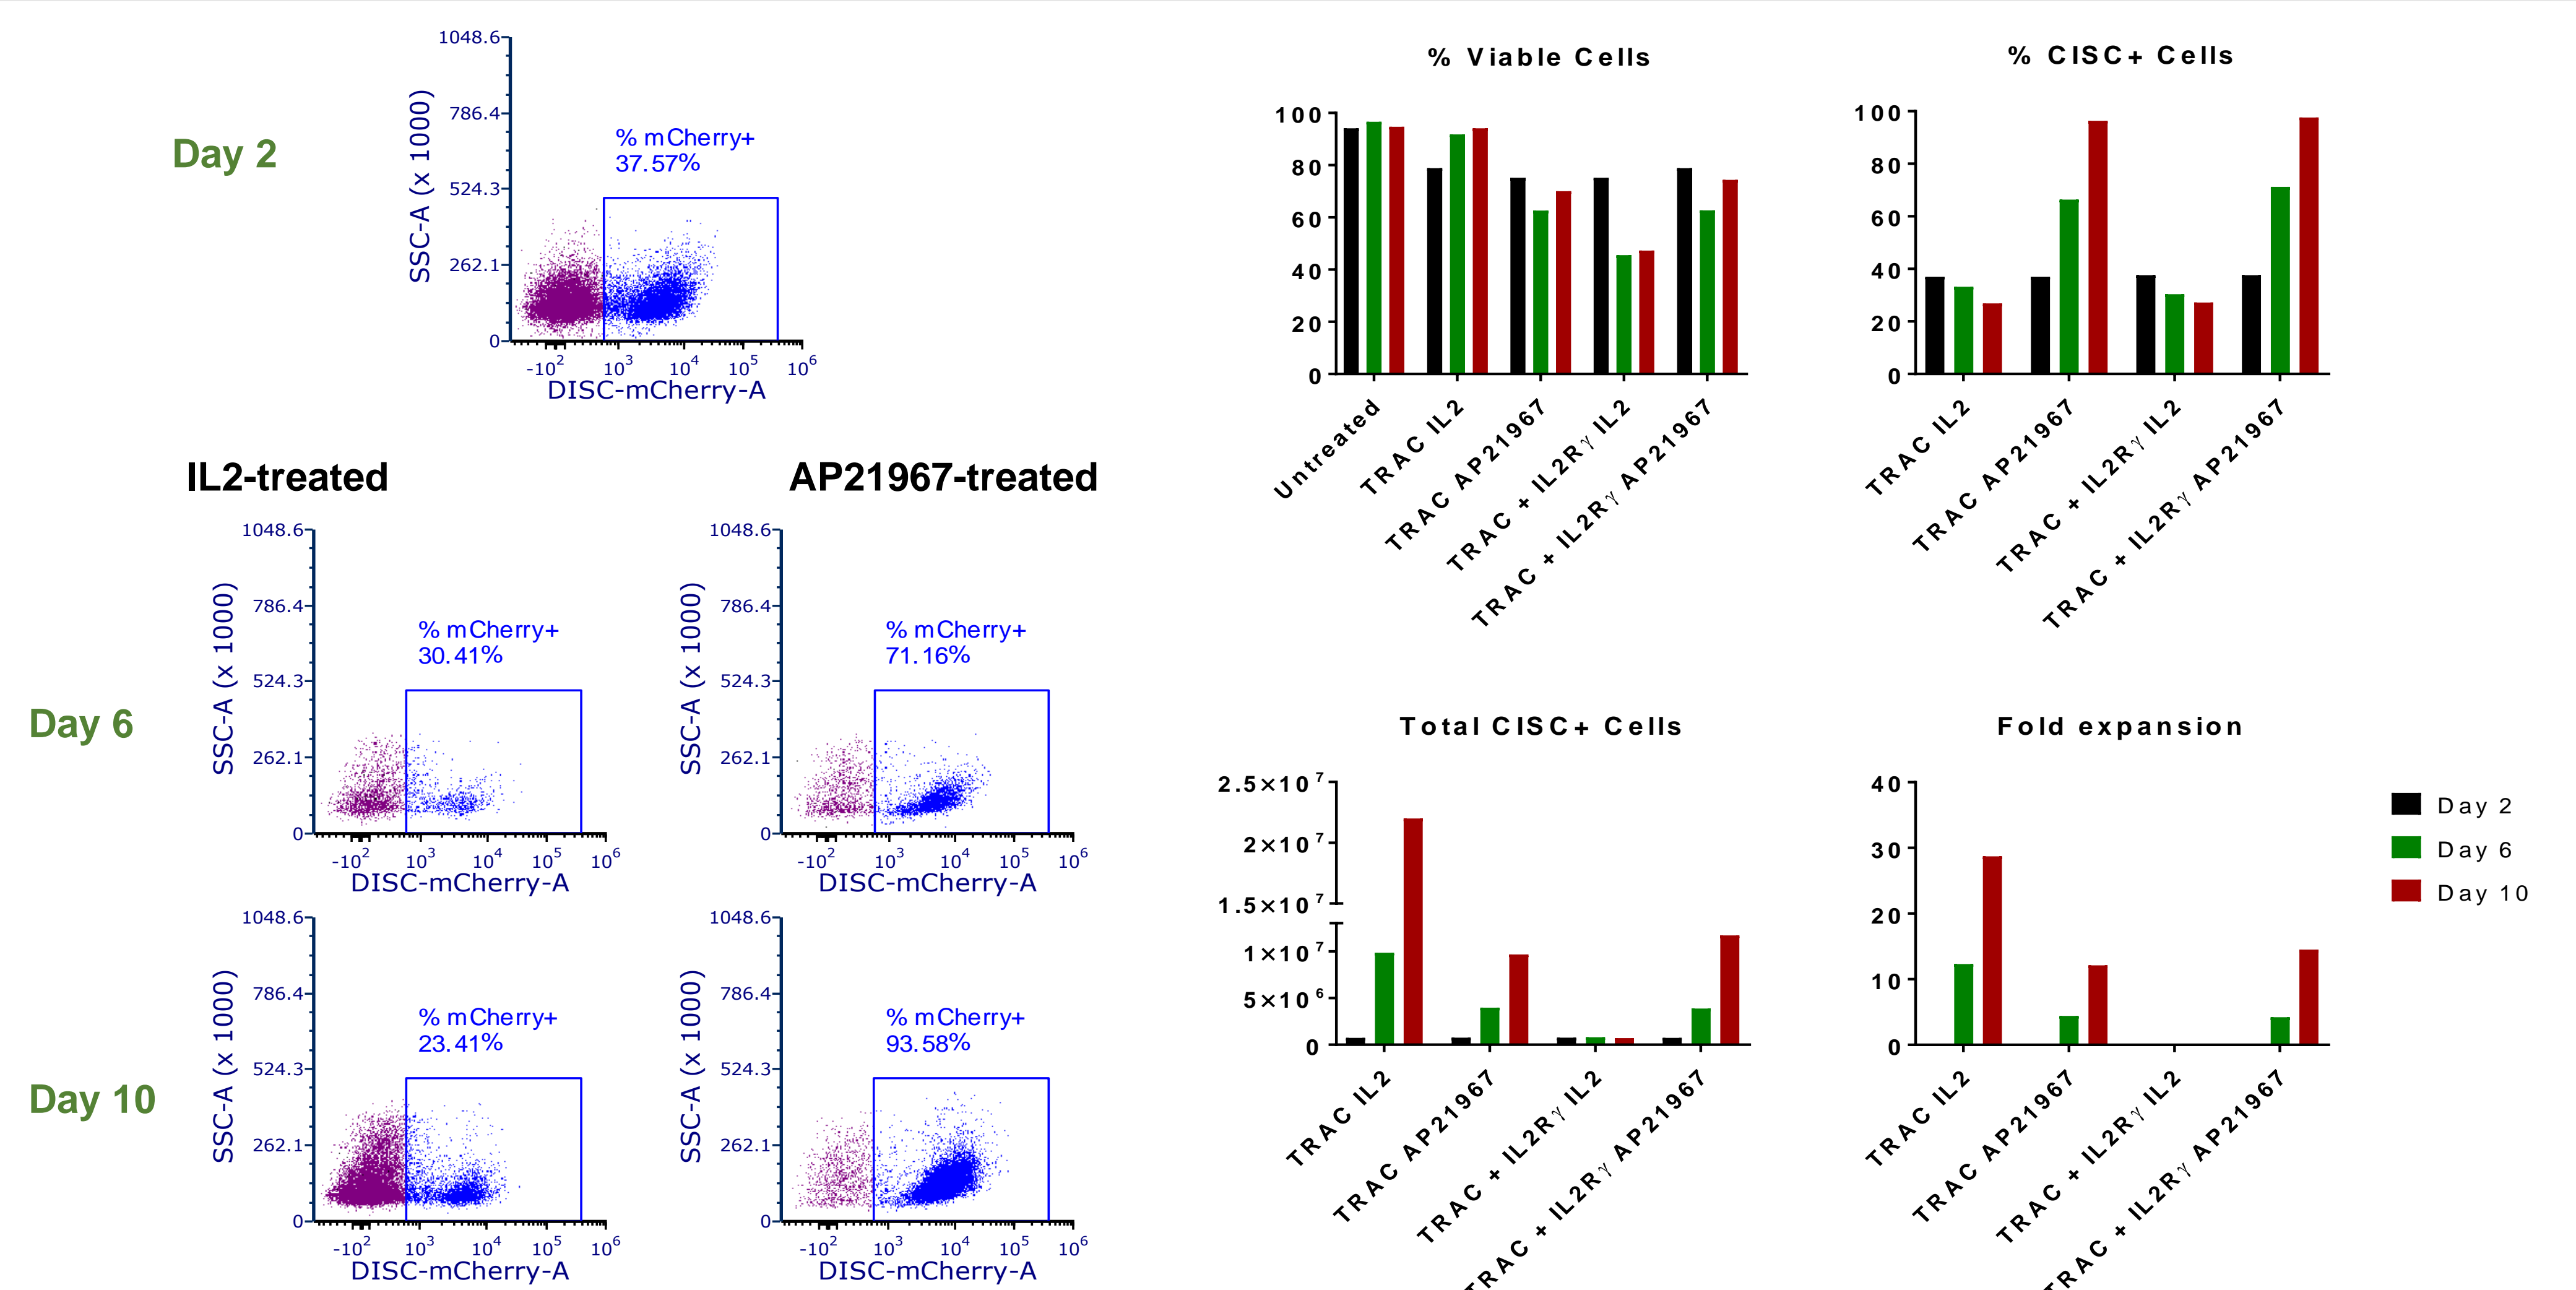 Day 2
1048.6
786.4
524.3
262.1
0
SSC-A (x 1000)
% mCherry+
37.57%
-10² 10³ 10⁴ 10⁵ 10⁶
DISC-mCherry-A
IL2-treated
AP21967-treated
Day 6
1048.6
786.4
524.3
262.1
0
SSC-A (x 1000)
% mCherry+
30.41%
-10² 10³ 10⁴ 10⁵ 10⁶
DISC-mCherry-A
1048.6
786.4
524.3
262.1
0
SSC-A (x 1000)
% mCherry+
71.16%
-10² 10³ 10⁴ 10⁵ 10⁶
DISC-mCherry-A
Day 10
1048.6
786.4
524.3
262.1
0
SSC-A (x 1000)
% mCherry+
23.41%
-10² 10³ 10⁴ 10⁵ 10⁶
DISC-mCherry-A
1048.6
786.4
524.3
262.1
0
SSC-A (x 1000)
% mCherry+
93.58%
-10² 10³ 10⁴ 10⁵ 10⁶
DISC-mCherry-A
% Viable Cells
100
80
60
40
20
0
Untreated
TRAC IL2
TRAC AP21967
TRAC + IL2Rγ IL2
TRAC + IL2Rγ AP21967
% CISC+ Cells
100
80
60
40
20
0
TRAC IL2
TRAC AP21967
TRAC + IL2Rγ IL2
TRAC + IL2Rγ AP21967
Total CISC+ Cells
2.5×10⁷
2×10⁷
1.5×10⁷
1×10⁷
5×10⁶
0
TRAC IL2
TRAC AP21967
TRAC + IL2Rγ IL2
TRAC + IL2Rγ AP21967
Fold expansion
40
30
20
10
0
TRAC IL2
TRAC AP21967
TRAC + IL2Rγ IL2
TRAC + IL2Rγ AP21967
Day 2
Day 6
Day 10